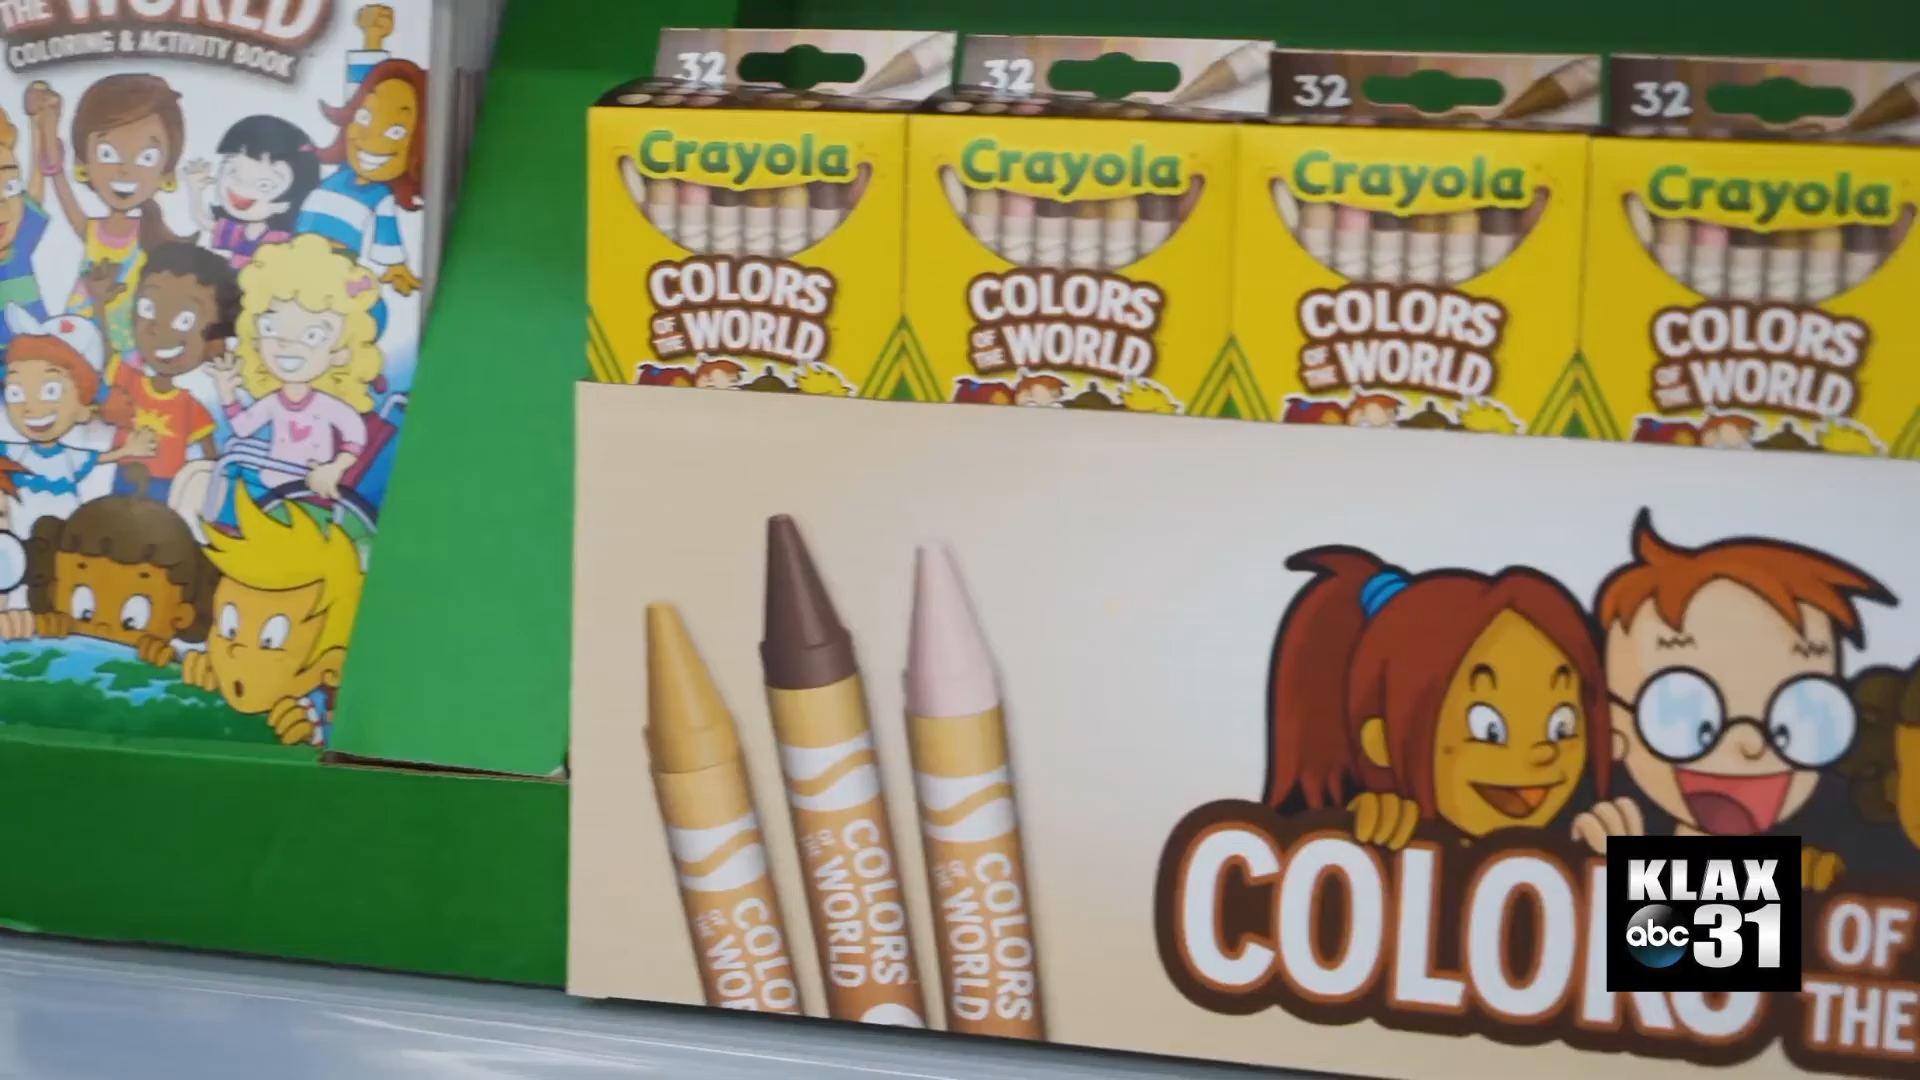 THE WORLD
COLORING & ACTIVITY BOOK
32
32
32
32
Crayola
Crayola
Crayola
Crayola
COLORS
OF THE WORLD
COLORS
OF THE WORLD
COLORS
OF THE WORLD
COLORS
OF THE WORLD
COLO
OF THE WOR
COLORS
OF THE WORLD
COLORS
OF THE WORLD
COLORS
OF
THE
KLAX
abc 31